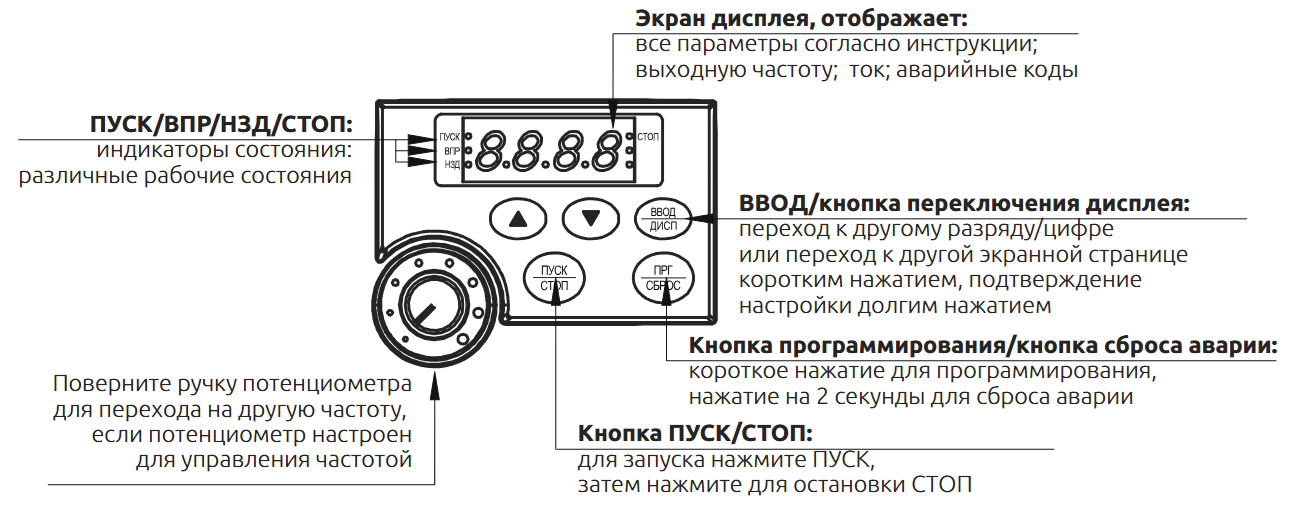 Экран дисплея, отображает:
все параметры согласно инструкции;
выходную частоту; ток; аварийные коды
ПУСК/ВПР/НЗД/СТОП:
индикаторы состояния:
различные рабочие состояния
ПУСК
ВПР
НЗД
8.8.8.8
СТОП
ВВОД
ДИСП
ПУСК
СТОП
ПРГ
СБРОС
ВВОД/кнопка переключения дисплея:
переход к другому разряду/цифре
или переход к другой экранной странице
коротким нажатием, подтверждение
настройки долгим нажатием
Кнопка программирования/кнопка сброса аварии:
короткое нажатие для программирования,
нажатие на 2 секунды для сброса аварии
Поверните ручку потенциометра
для перехода на другую частоту,
если потенциометр настроен
для управления частотой
Кнопка ПУСК/СТОП:
для запуска нажмите ПУСК,
затем нажмите для остановки СТОП